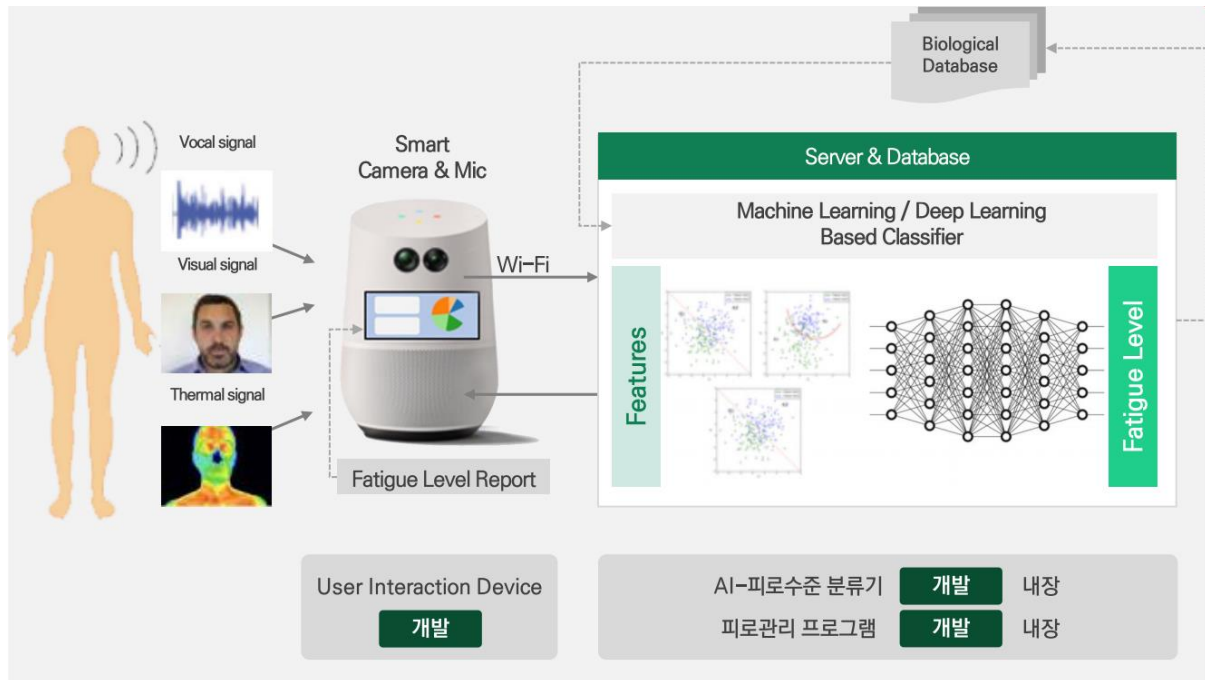 Biological
Database
Vocal signal
Visual signal
Thermal signal
Smart
Camera & Mic
Wi-Fi
Fatigue Level Report
Server & Database
Machine Learning / Deep Learning
Based Classifier
Features
Fatigue Level
User Interaction Device
개발
AI-피로수준 분류기 개발 내장
피로관리 프로그램 개발 내장